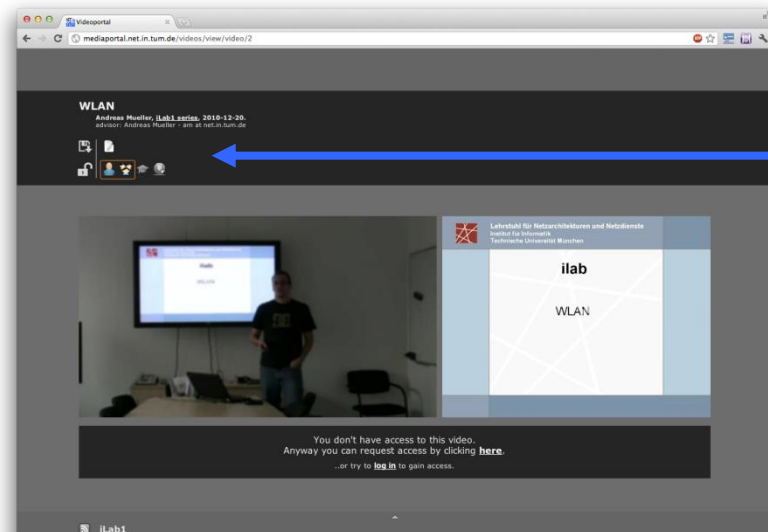 Videoportal
mediaportal.net.in.tum.de/videos/view/video/2
WLAN
Andreas Mueller, iLab1 series, 2010-12-20.
advisor: Andreas Mueller - am at net.in.tum.de
Lehrstuhl für Netzarchitekturen und Netzdienste
Institut für Informatik
Technische Universität München
ilab
WLAN
ilab
WLAN
You don't have access to this video.
Anyway you can request access by clicking here.
..or try to log in to gain access.
iLab1